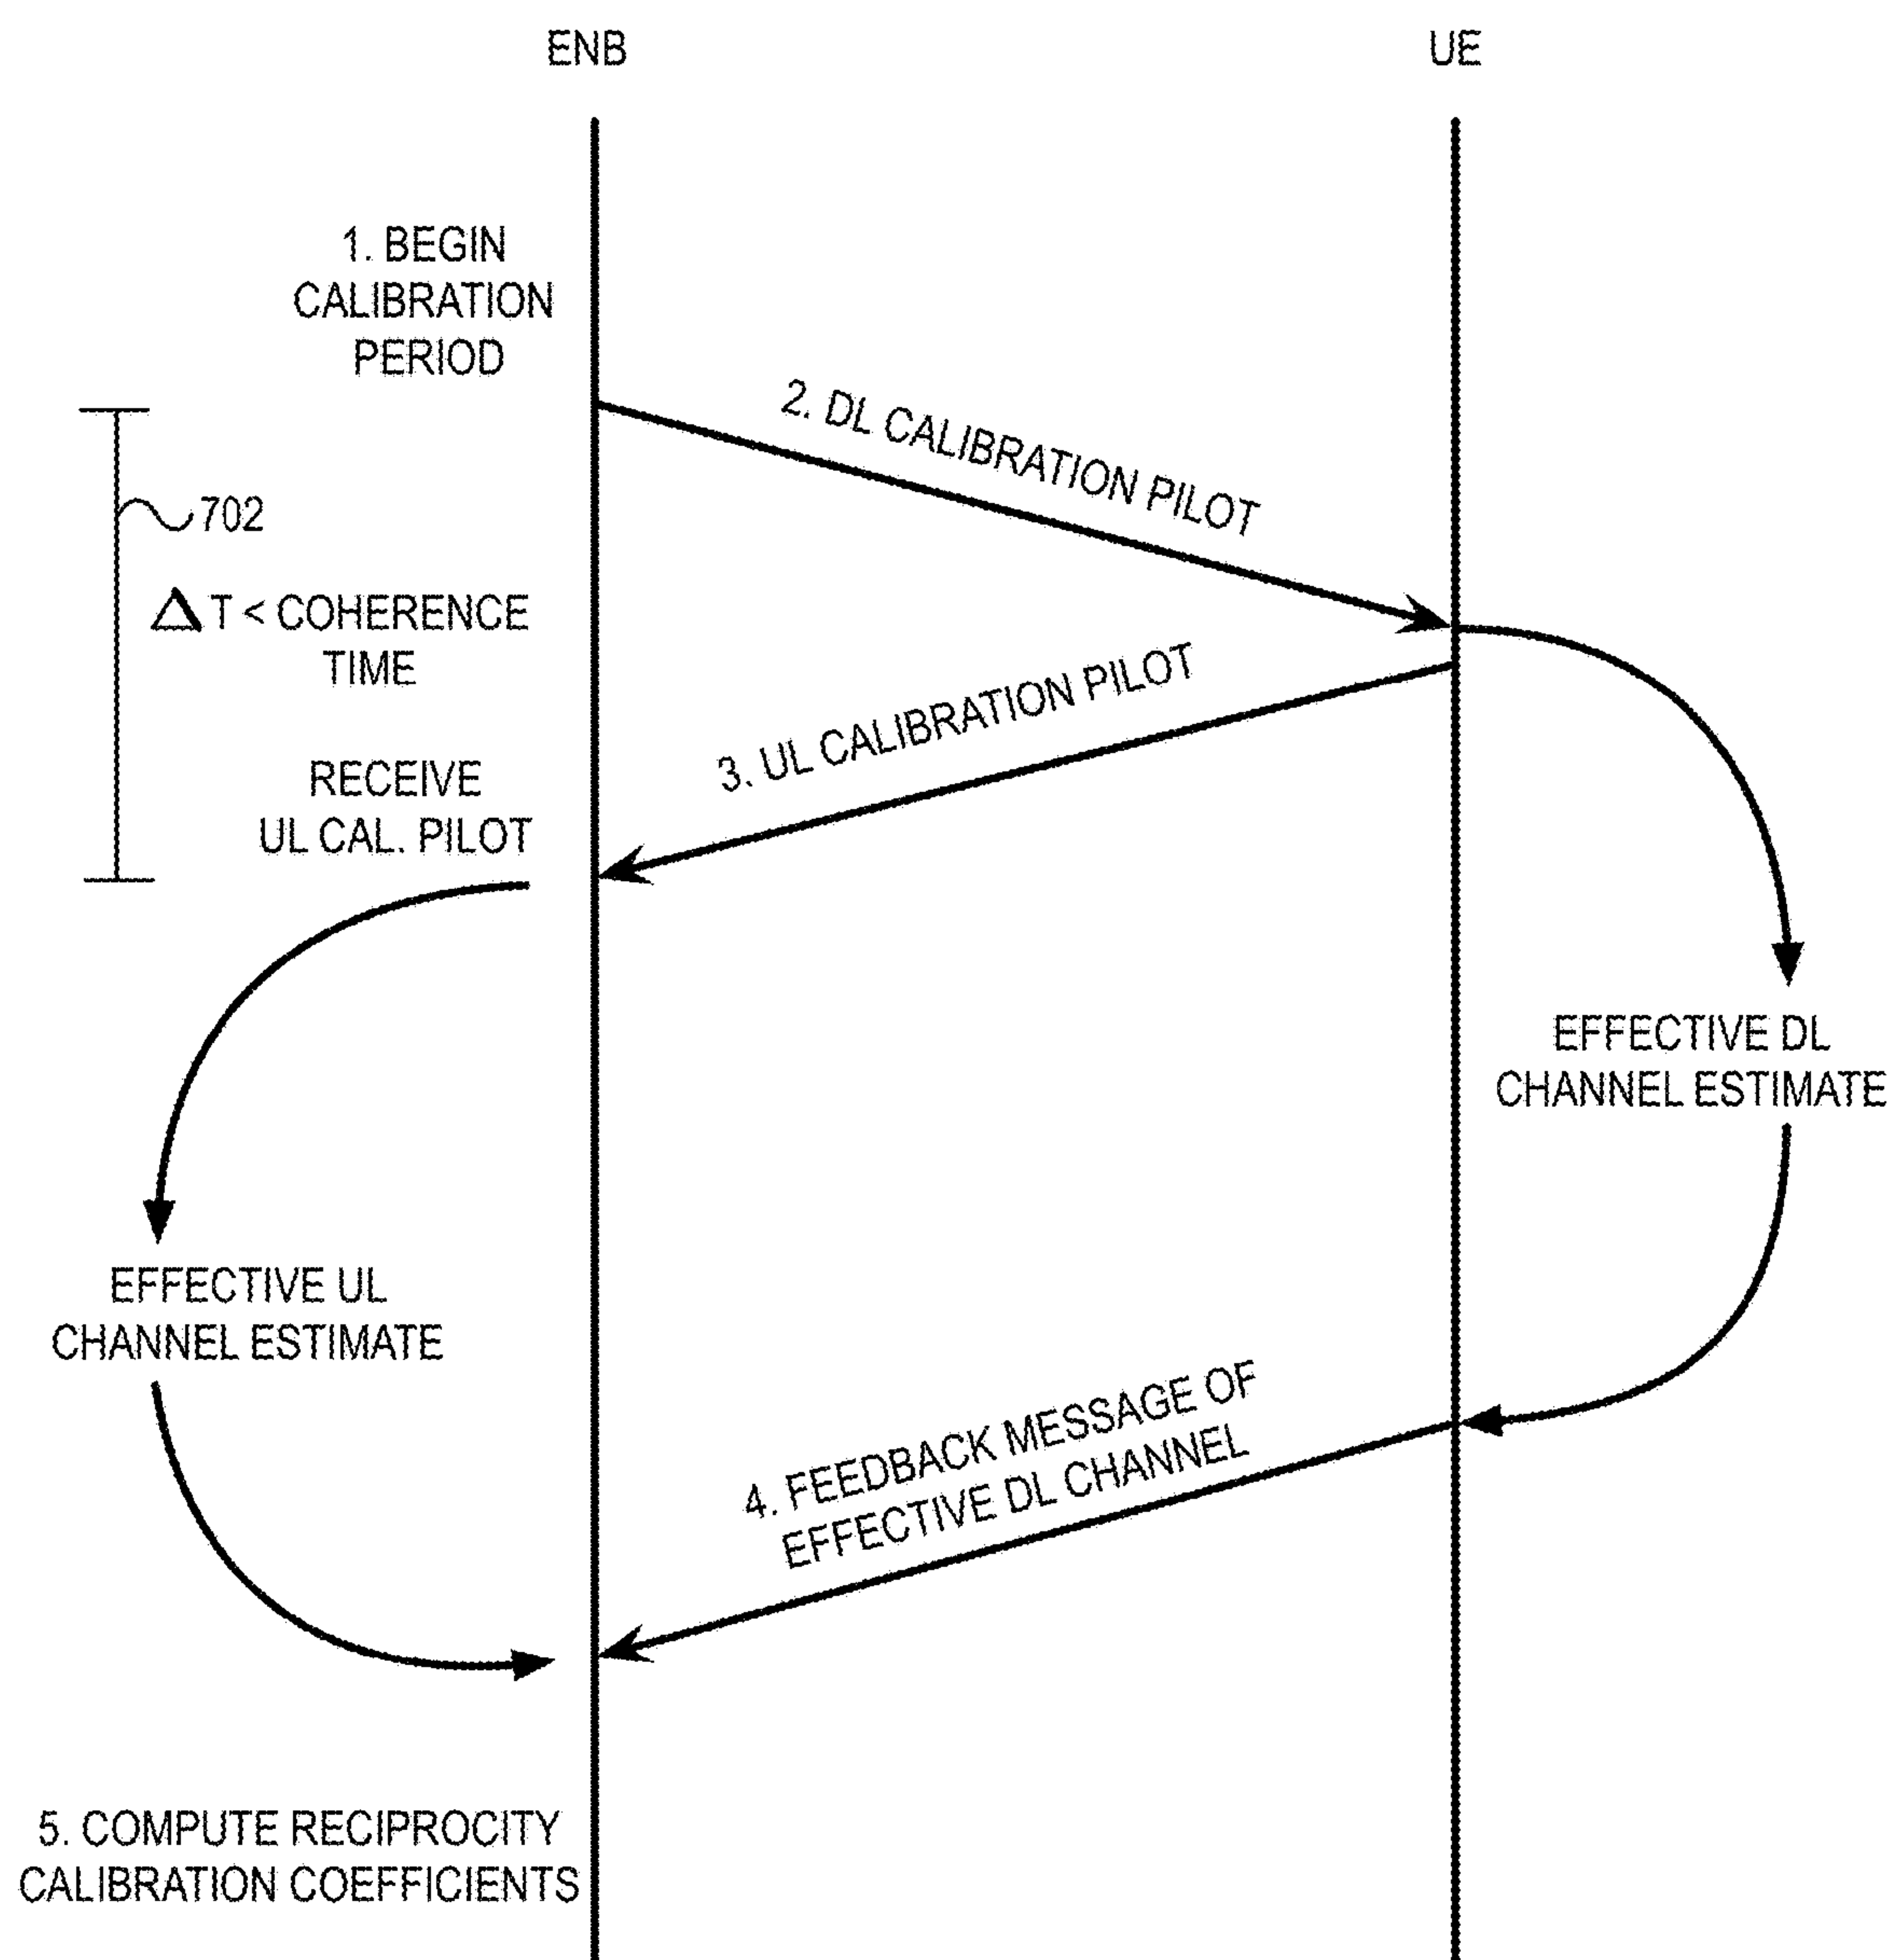 ENB
UE
1. BEGIN
CALIBRATION
PERIOD
2. DL CALIBRATION PILOT
702
△ T < COHERENCE
TIME
3. UL CALIBRATION PILOT
RECEIVE
UL CAL. PILOT
EFFECTIVE DL
CHANNEL ESTIMATE
EFFECTIVE UL
CHANNEL ESTIMATE
4. FEEDBACK MESSAGE OF
EFFECTIVE DL CHANNEL
5. COMPUTE RECIPROCITY
CALIBRATION COEFFICIENTS